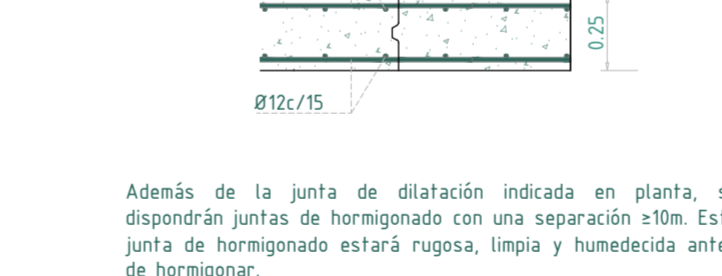 0.25
Ø12c/15
Además de la junta de dilatación indicada en planta,
dispondrán juntas de hormigonado con una separación ≥10m.
junta de hormigonado estará rugosa, limpia y humedecida
de hormigonar.